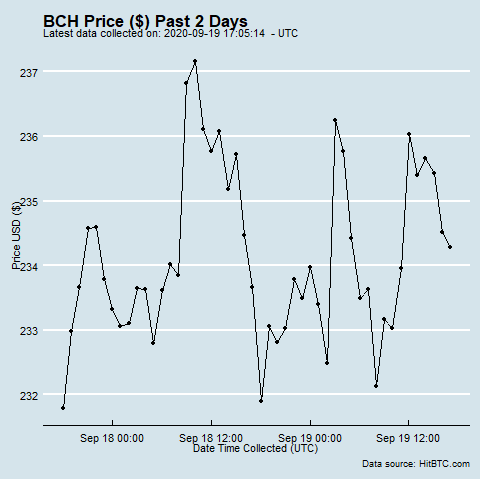 BCH Price ($) Past 2 Days
Latest data collected on: 2020-09-19 17:05:14 - UTC
237
236
235
234
233
232
Price USD ($)
Sep 18 00:00 Sep 18 12:00 Sep 19 00:00 Sep 19 12:00
Date Time Collected (UTC)
Data source: HitBTC.com